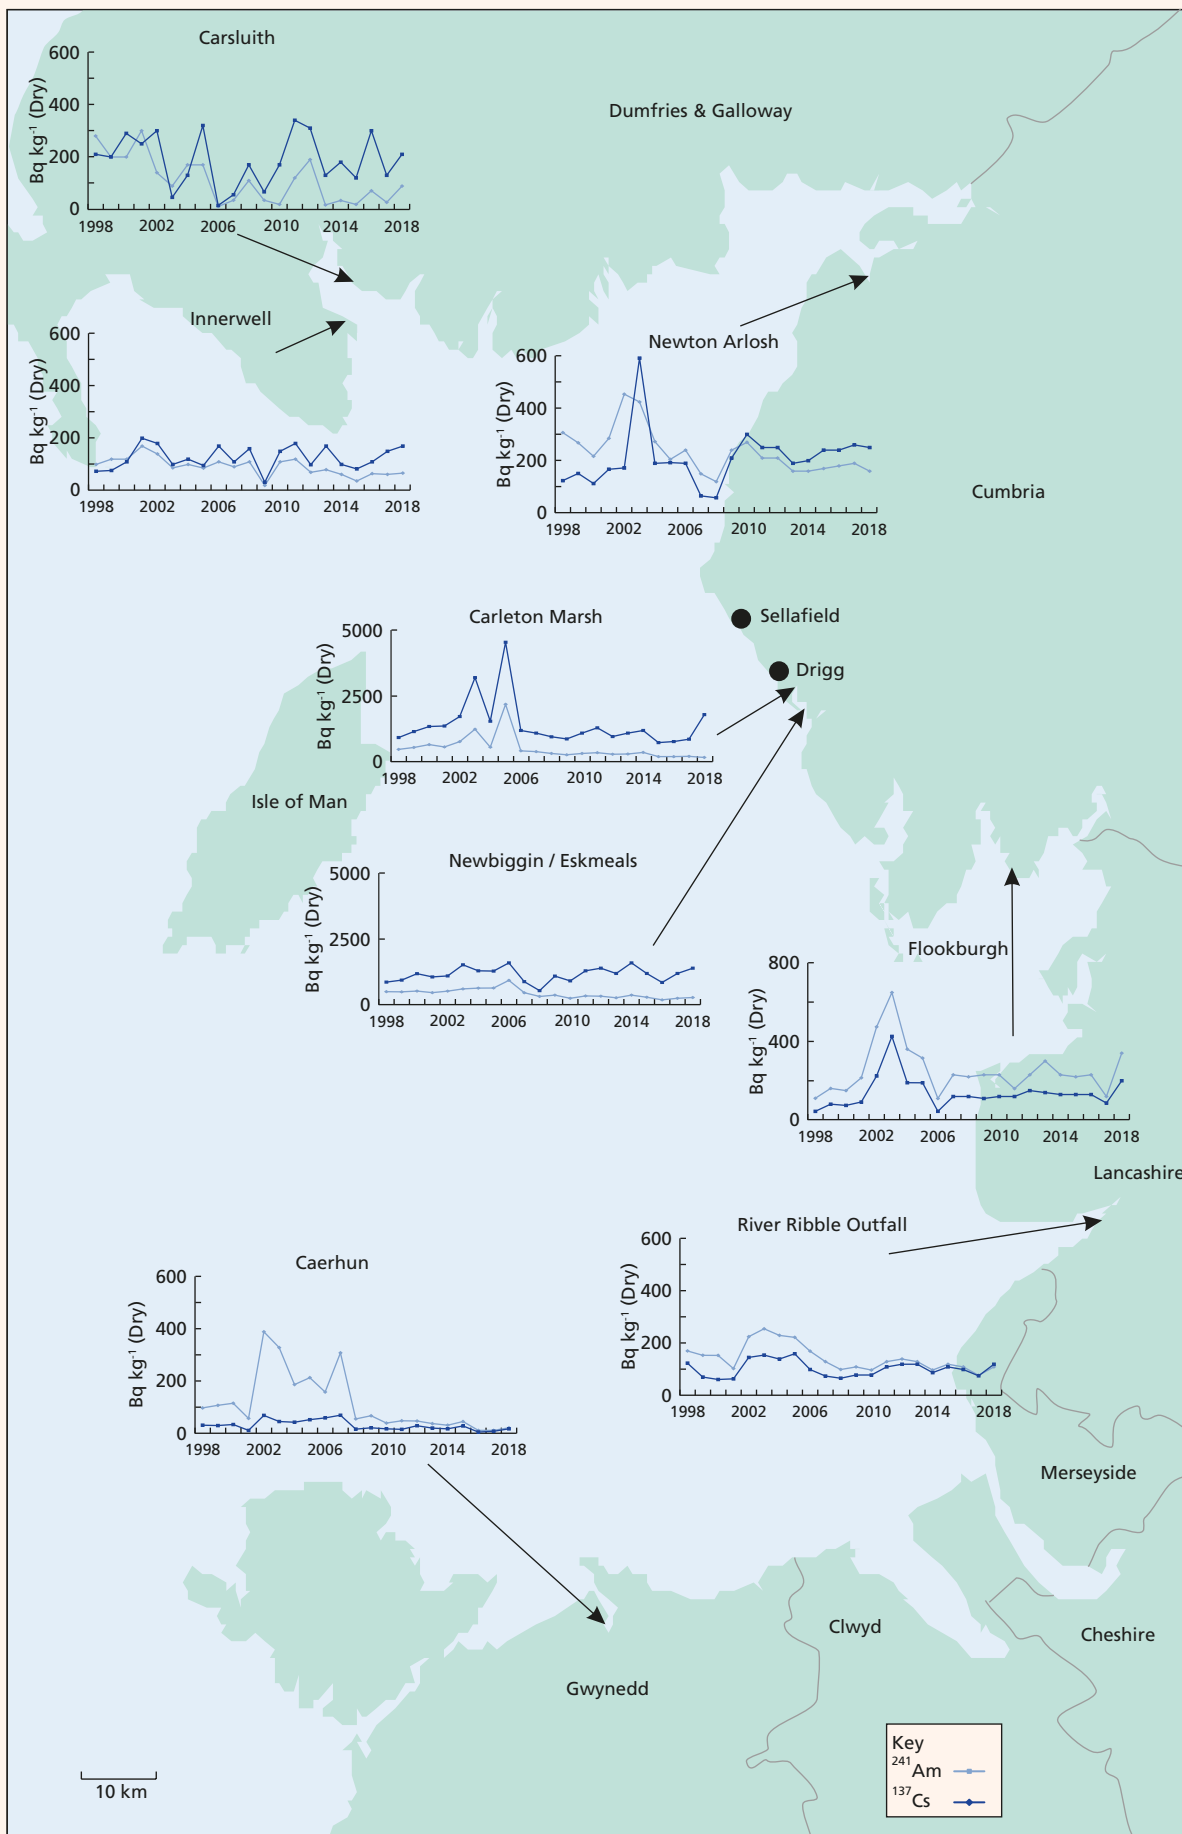 Carsluith
600
400
200
0
Bq kg-1 (Dry)
1998 2002 2006 2010 2014 2018
Dumfries & Galloway
Innerwell
600
400
200
0
Bq kg-1 (Dry)
1998 2002 2006 2010 2014 2018
Newton Arlosh
600
400
200
0
Bq kg-1 (Dry)
1998 2002 2006 2010 2014 2018
Cumbria
Sellafield
Drigg
Carleton Marsh
5000
2500
0
Bq kg-1 (Dry)
1998 2002 2006 2010 2014 2018
Isle of Man
Newbiggin / Eskmeals
5000
2500
0
Bq kg-1 (Dry)
1998 2002 2006 2010 2014 2018
Flookburgh
800
400
0
Bq kg-1 (Dry)
1998 2002 2006 2010 2014 2018
Lancashire
River Ribble Outfall
600
400
200
0
Bq kg-1 (Dry)
1998 2002 2006 2010 2014 2018
Caerhun
600
400
200
0
Bq kg-1 (Dry)
1998 2002 2006 2010 2014 2018
Merseyside
Clwyd
Cheshire
Gwynedd
Key
241Am
137Cs
10 km